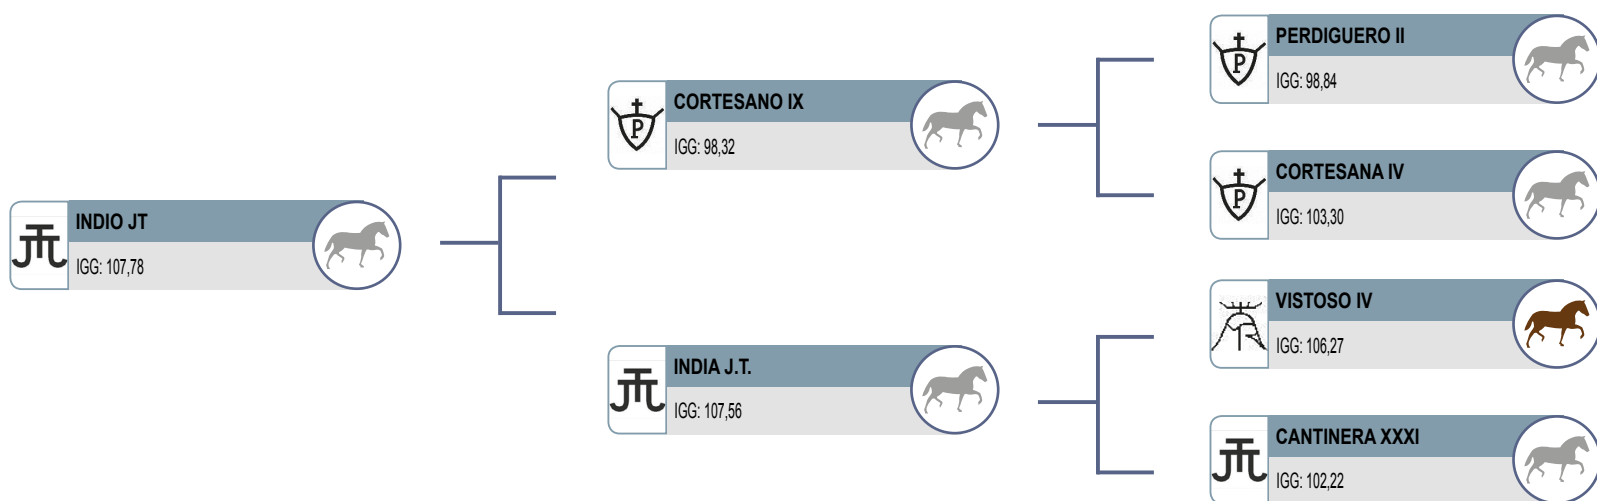 INDIO JT
IGG: 107,78
CORTESANO IX
IGG: 98,32
INDIA J.T.
IGG: 107,56
P
PERDIGUERO II
IGG: 98,84
P
CORTESANA IV
IGG: 103,30
P
VISTOSO IV
IGG: 106,27
CANTINERA XXXI
IGG: 102,22